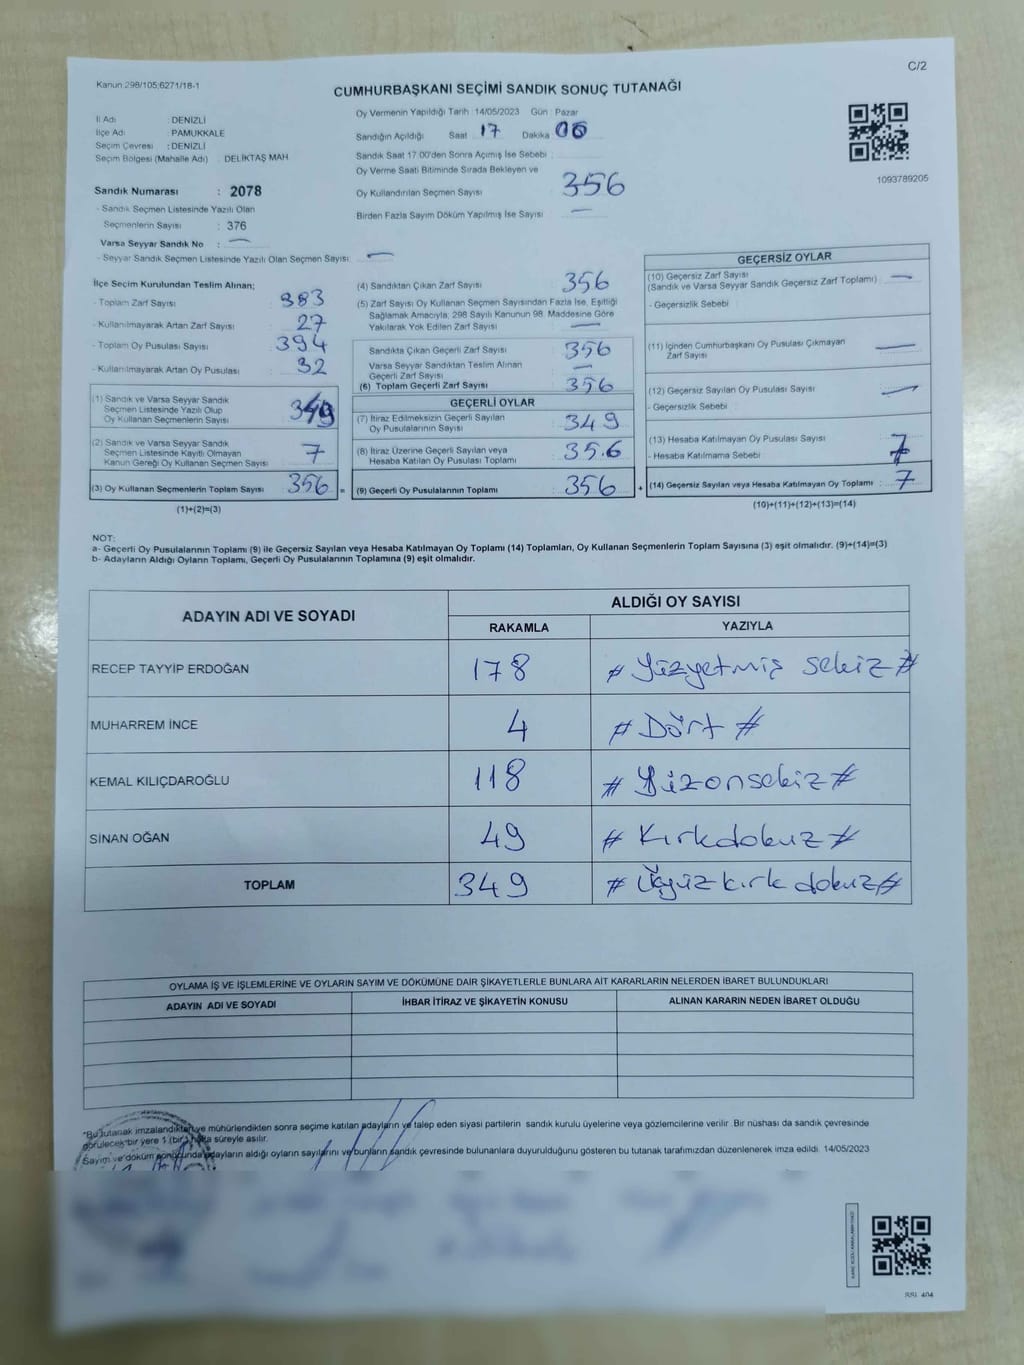 C/2
Kanun 298/105;6271/18-1
CUMHURBAŞKANI SEÇİMİ SANDIK SONUÇ TUTANAĞI
İl Adı : DENİZLİ
İlçe Adı : PAMUKKALE
Seçim Çevresi : DENİZLİ
Seçim Bölgesi (Mahalle Adı) : DELİKTAŞ MAH.
Sandık Numarası : 2078
- Sandık Seçmen Listesinde Yazılı Olan
Seçmenlerin Sayısı : 376
Varsa Seyyar Sandık No : —
- Seyyar Sandık Seçmen Listesinde Yazılı Olan Seçmen Sayısı : —
Oy Vermenin Yapıldığı Tarih : 14/05/2023 Gün : Pazar
Sandığın Açıldığı Saat 17 Dakika 06
Sandık Saat 17:00'den Sonra Açmış İse Sebebi :
Oy Verme Saati Bitiminde Sırada Bekleyen ve
Oy Kullandırılan Seçmen Sayısı 356
Birden Fazla Sayım Döküm Yapılmış İse Sayısı —
1093789205
İlçe Seçim Kurulundan Teslim Alınan;
- Toplam Zarf Sayısı 383
- Kullanılmayarak Artan Zarf Sayısı 27
- Toplam Oy Pusulası Sayısı 394
- Kullanılmayarak Artan Oy Pusulası 32
(1) Sandık ve Varsa Seyyar Sandık
Seçmen Listesinde Yazılı Olup
Oy Kullanan Seçmenlerin Sayısı : 349
(2) Sandık ve Varsa Seyyar Sandık
Seçmen Listesinde Kayıtlı Olmayan
Kanun Gereği Oy Kullanan Seçmen Sayısı 7
(3) Oy Kullanan Seçmenlerin Toplam Sayısı : 356 =
(1)+(2)=(3)
(4) Sandıktan Çıkan Zarf Sayısı 356
(5) Zarf Sayısı Oy Kullanan Seçmen Sayısından Fazla İse, Eşitliği
Sağlamak Amacıyla; 298 Sayılı Kanunun 98. Maddesine Göre
Yakılarak Yok Edilen Zarf Sayısı —
Sandıkta Çıkan Geçerli Zarf Sayısı 356
Varsa Seyyar Sandıktan Teslim Alınan
Geçerli Zarf Sayısı —
(6) Toplam Geçerli Zarf Sayısı 356
GEÇERLİ OYLAR
(7) İtiraz Edilmeksizin Geçerli Sayılan
Oy Pusulalarının Sayısı 349
(8) İtiraz Üzerine Geçerli Sayılan veya
Hesaba Katılan Oy Pusulası Toplamı 35.6
(9) Geçerli Oy Pusulalarının Toplamı 356 +
GEÇERSİZ OYLAR
(10) Geçersiz Zarf Sayısı
(Sandık ve Varsa Seyyar Sandık Geçersiz Zarf Toplamı) —
- Geçersizlik Sebebi
(11) İçinden Cumhurbaşkanı Oy Pusulası Çıkmayan
Zarf Sayısı —
(12) Geçersiz Sayılan Oy Pusulası Sayısı —
- Geçersizlik Sebebi
(13) Hesaba Katılmayan Oy Pusulası Sayısı 7
- Hesaba Katılmama Sebebi
(14) Geçersiz Sayılan veya Hesaba Katılmayan Oy Toplamı : 7
(10)+(11)+(12)+(13)=(14)
NOT:
a- Geçerli Oy Pusulalarının Toplamı (9) ile Geçersiz Sayılan veya Hesaba Katılmayan Oy Toplamı (14) Toplamları, Oy Kullanan Seçmenlerin Toplam Sayısına (3) eşit olmalıdır. (9)+(14)=(3)
b- Adayların Aldığı Oyların Toplamı, Geçerli Oy Pusulalarının Toplamına (9) eşit olmalıdır.
ADAYIN ADI VE SOYADI ALDIĞI OY SAYISI
RAKAMLA YAZIYLA
RECEP TAYYİP ERDOĞAN 178 # Yüzyetmiş sekiz #
MUHARREM İNCE 4 # Dört #
KEMAL KILIÇDAROĞLU 118 # Yüzonsekiz #
SİNAN OĞAN 49 # Kırkdokuz #
TOPLAM 349 # Üçyüzkırk dokuz #
OYLAMA İŞ VE İŞLEMLERİNE VE OYLARIN SAYIM VE DÖKÜMÜNE DAİR ŞİKAYETLERLE BUNLARA AİT KARARLARIN NELERDEN İBARET BULUNDUKLARI
ADAYIN ADI VE SOYADI İHBAR İTİRAZ VE ŞİKAYETİN KONUSU ALINAN KARARIN NEDEN İBARET OLDUĞU
*Bu tutanak imzalandıktan ve mühürlendikten sonra seçime katılan adayların ve talep eden siyasi partilerin sandık kurulu üyelerine veya gözlemcilerine verilir. Bir nüshası da sandık çevresinde
görülecek bir yere 1 (bir) hafta süreyle asılır.
Sayım ve döküm sonucunda adayların aldığı oyların sayılarını ve bunların sandık çevresinde bulunanlara duyurulduğunu gösteren bu tutanak tarafımızdan düzenlenerek imza edildi. 14/05/2023